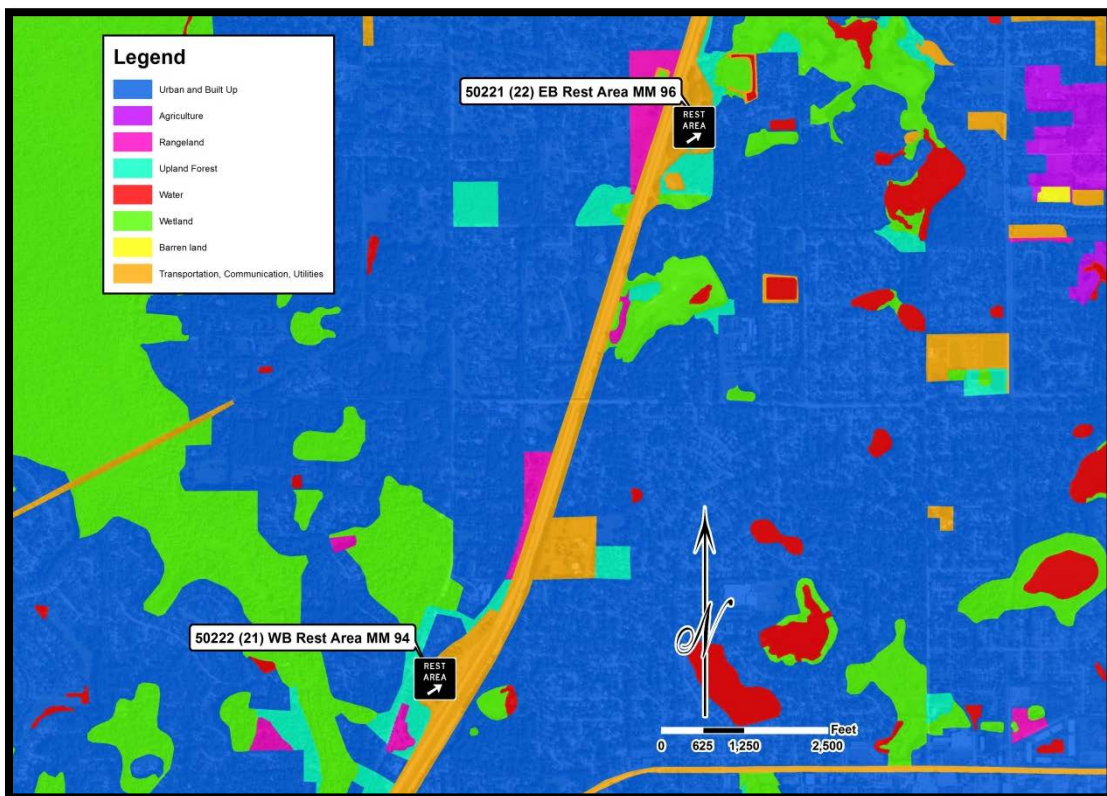 Legend
Urban and Built Up
Agriculture
Rangeland
Upland Forest
Water
Wetland
Barren land
Transportation, Communication, Utilities
50221 (22) EB Rest Area MM 96
REST
AREA
50222 (21) WB Rest Area MM 94
REST
AREA
N
Feet
0 625 1,250 2,500